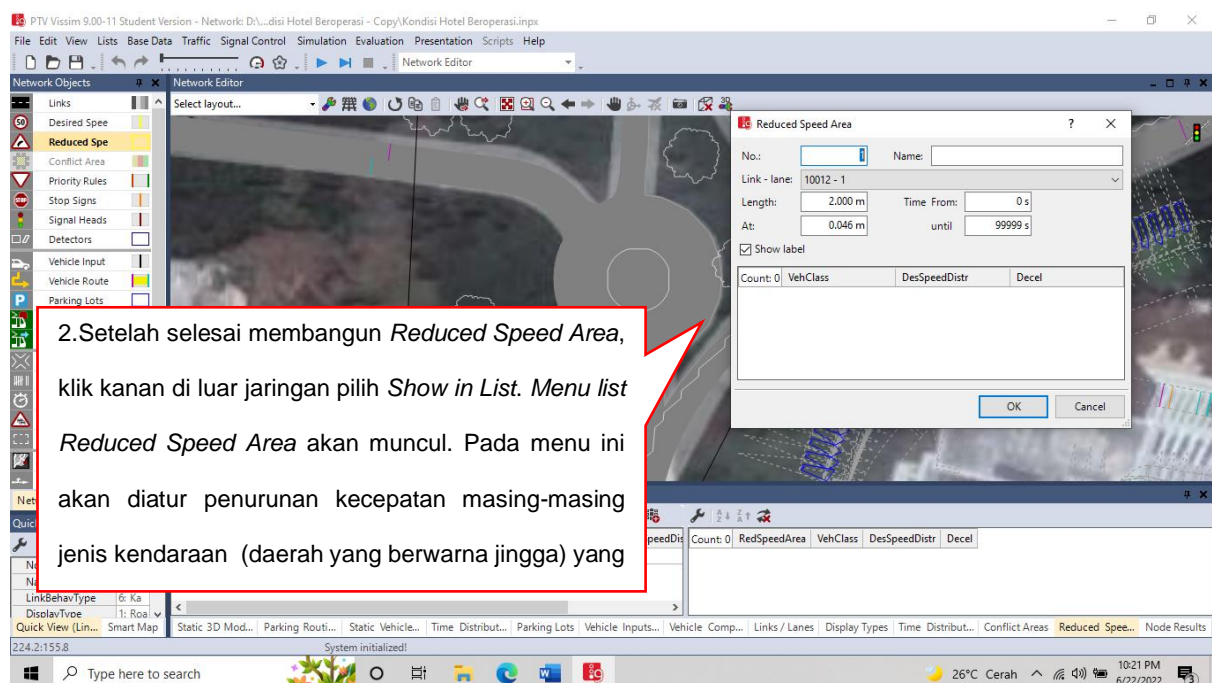 PTV Vissim 9.00-11 Student Version - Network: D:\...disi Hotel Beroperasi - Copy\Kondisi Hotel Beroperasi.inpx
File Edit View Lists Base Data Traffic Signal Control Simulation Evaluation Presentation Scripts Help
Network Editor
Network Objects
Network Editor
Select layout...
Links
Desired Spee
Reduced Spe
Conflict Area
Priority Rules
Stop Signs
Signal Heads
Detectors
Vehicle Input
Vehicle Route
Parking Lots
Reduced Speed Area ? ×
No.: 1 Name:
Link - lane: 10012 - 1
Length: 2.000 m Time From: 0 s
At: 0.046 m until 99999 s
Show label
Count: 0 VehClass DesSpeedDistr Decel
OK Cancel
2.Setelah selesai membangun Reduced Speed Area,
klik kanan di luar jaringan pilih Show in List. Menu list
Reduced Speed Area akan muncul. Pada menu ini
akan diatur penurunan kecepatan masing-masing
jenis kendaraan (daerah yang berwarna jingga) yang
Net
Quic
peedDis Count: 0 RedSpeedArea VehClass DesSpeedDistr Decel
Na
LinkBehavType 6: Ka
DisplayType 1: Roa
Quick View (Lin... Smart Map Static 3D Mod... Parking Routi... Static Vehicle... Time Distribut... Parking Lots Vehicle Inputs... Vehicle Comp... Links / Lanes Display Types Time Distribut... Conflict Areas Reduced Spee... Node Results
224.2:155.8 System initialized!
Type here to search 26°C Cerah 10:21 PM
6/22/2022